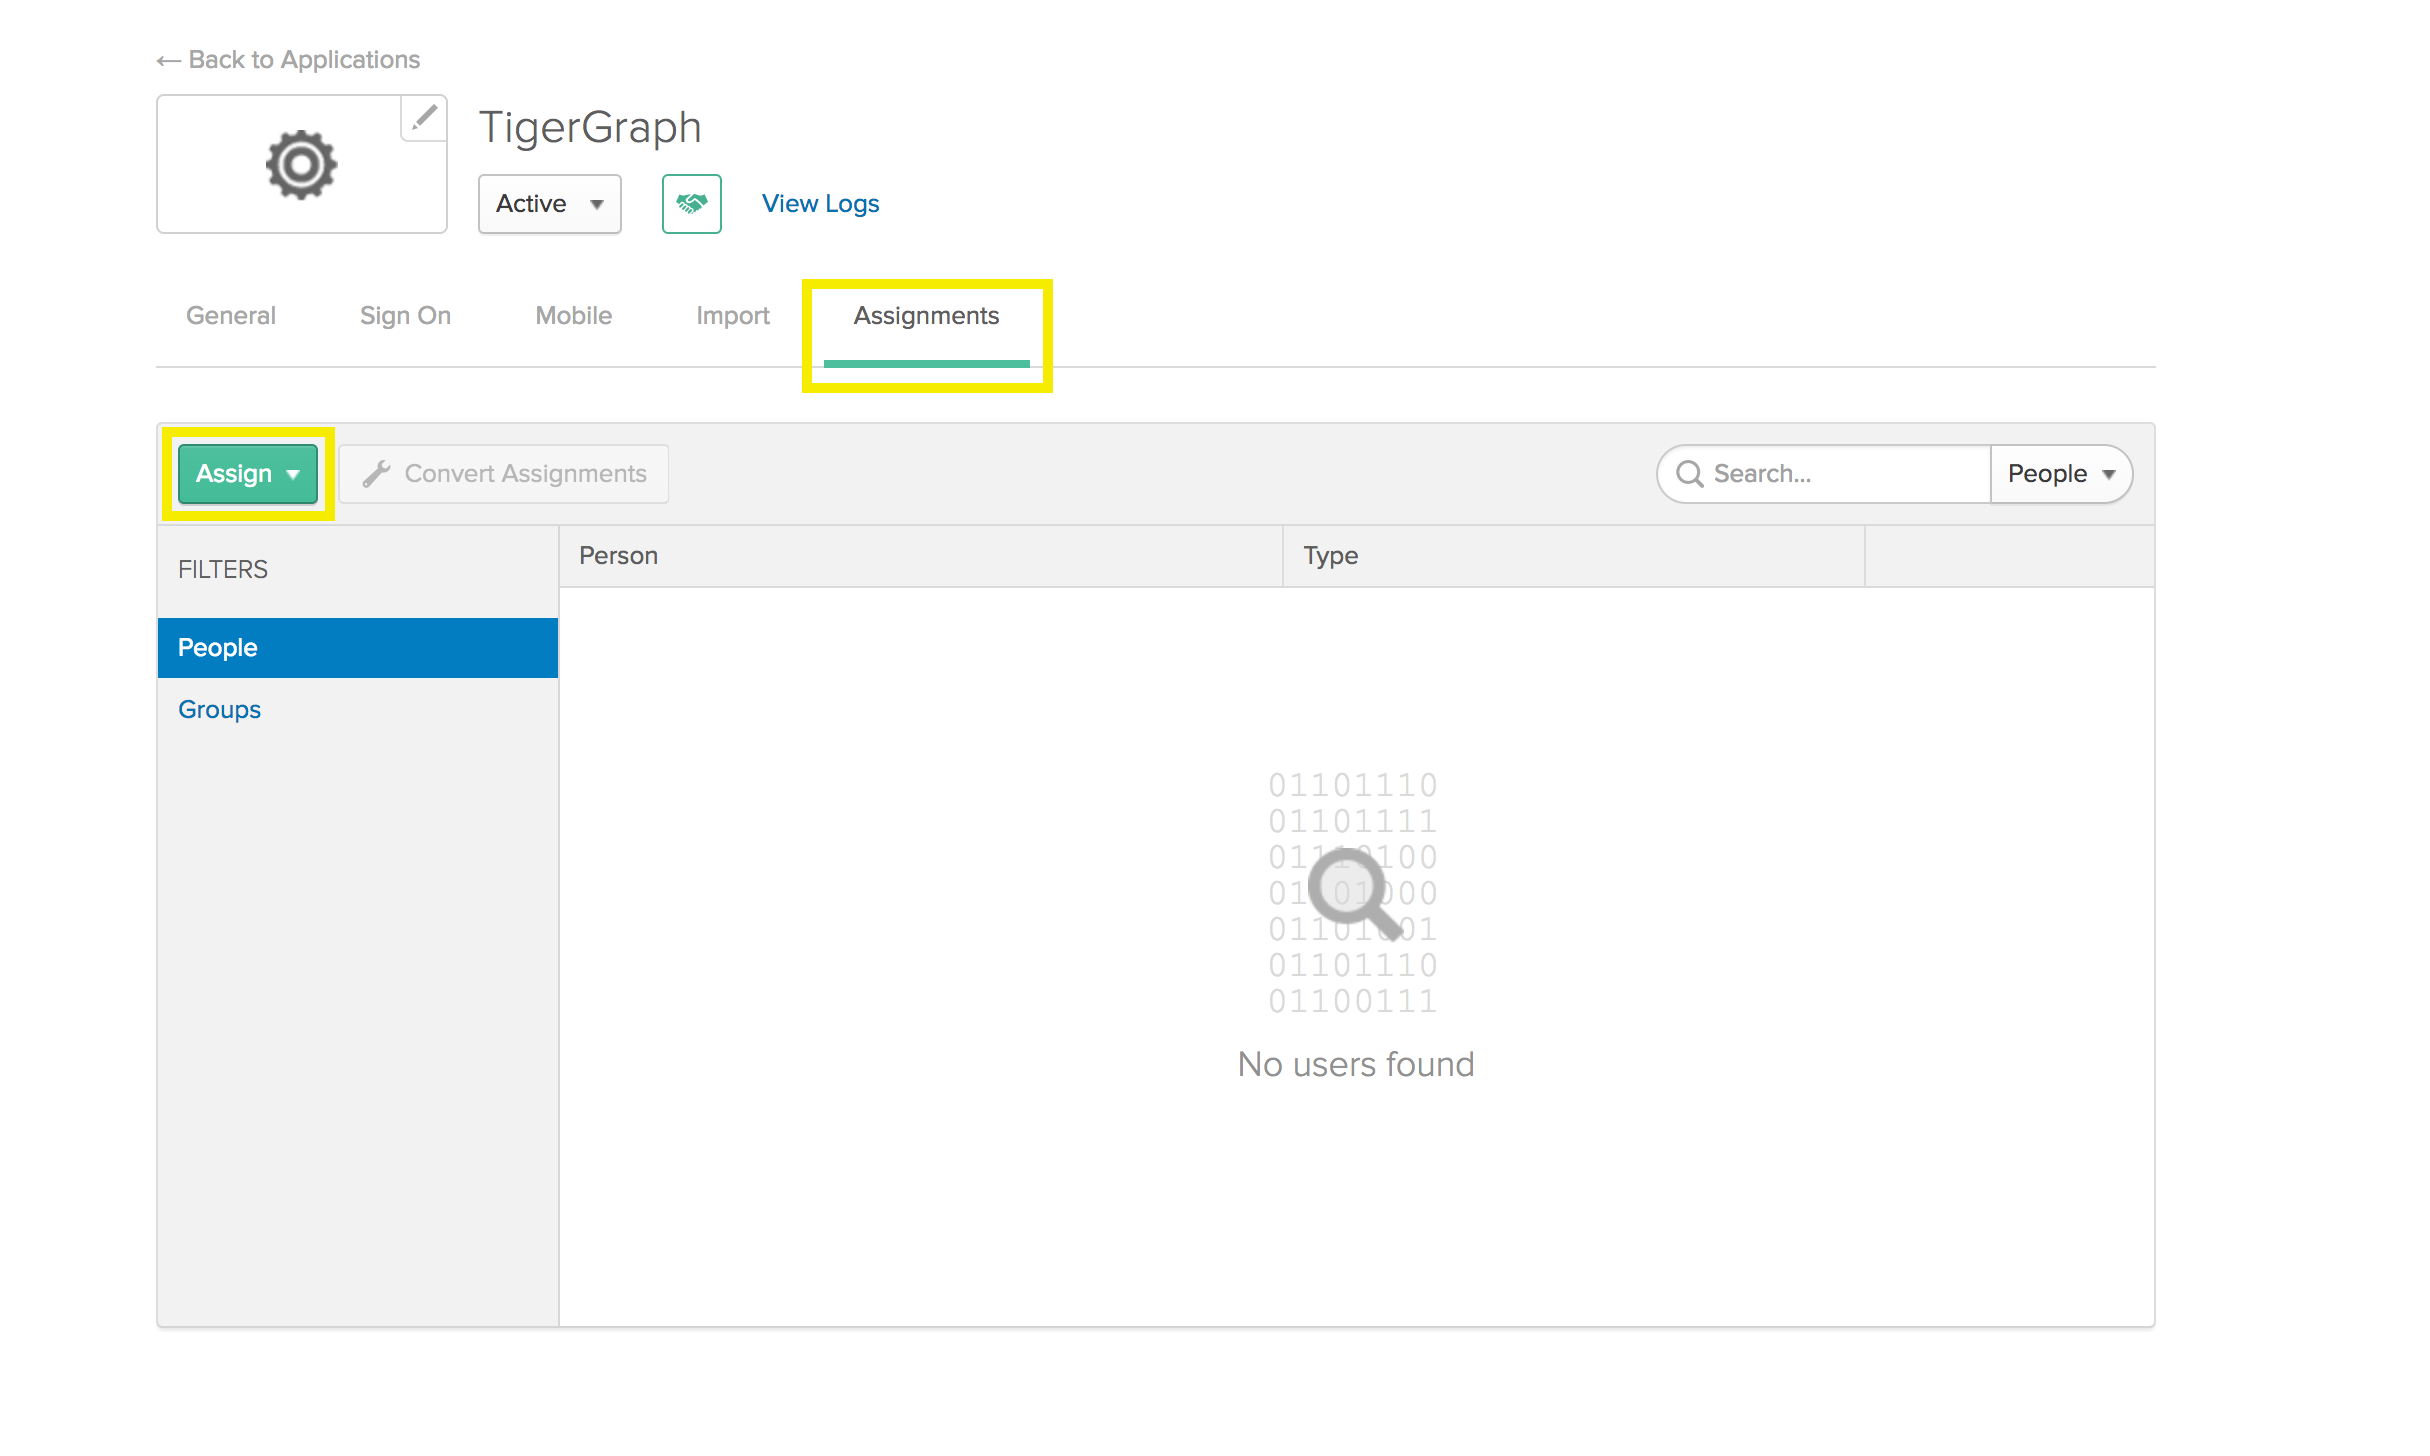 ← Back to Applications
TigerGraph
Active
View Logs
General Sign On Mobile Import Assignments
Assign Convert Assignments Search... People
FILTERS
Person Type
People
Groups
01101110
01101111
01110100
01101000
01101001
01101110
01100111
No users found